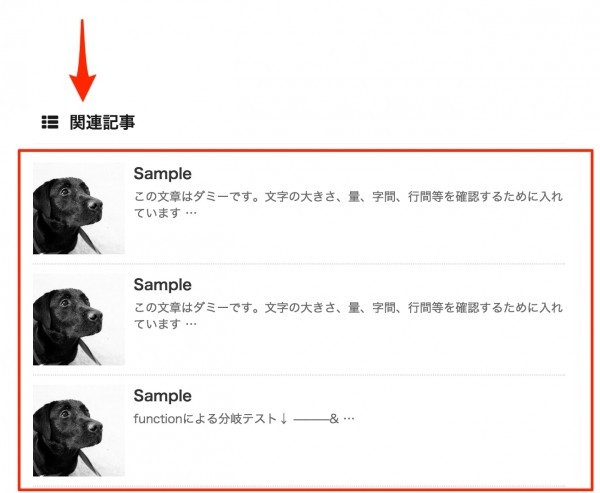 関連記事
Sample
この文章はダミーです。文字の大きさ、量、字間、行間等を確認するために入れ
ています …
Sample
この文章はダミーです。文字の大きさ、量、字間、行間等を確認するために入れ
ています …
Sample
functionによる分岐テスト↓ ———& …